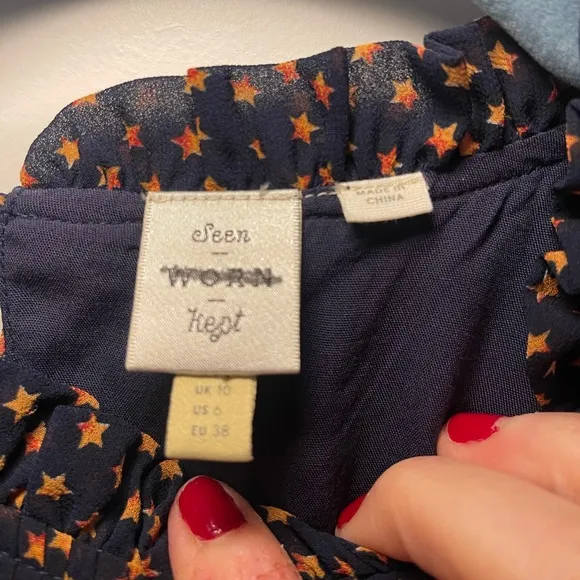 Seen
WORN
Kept
MADE IN
CHINA
UK 10
US 6
EU 38